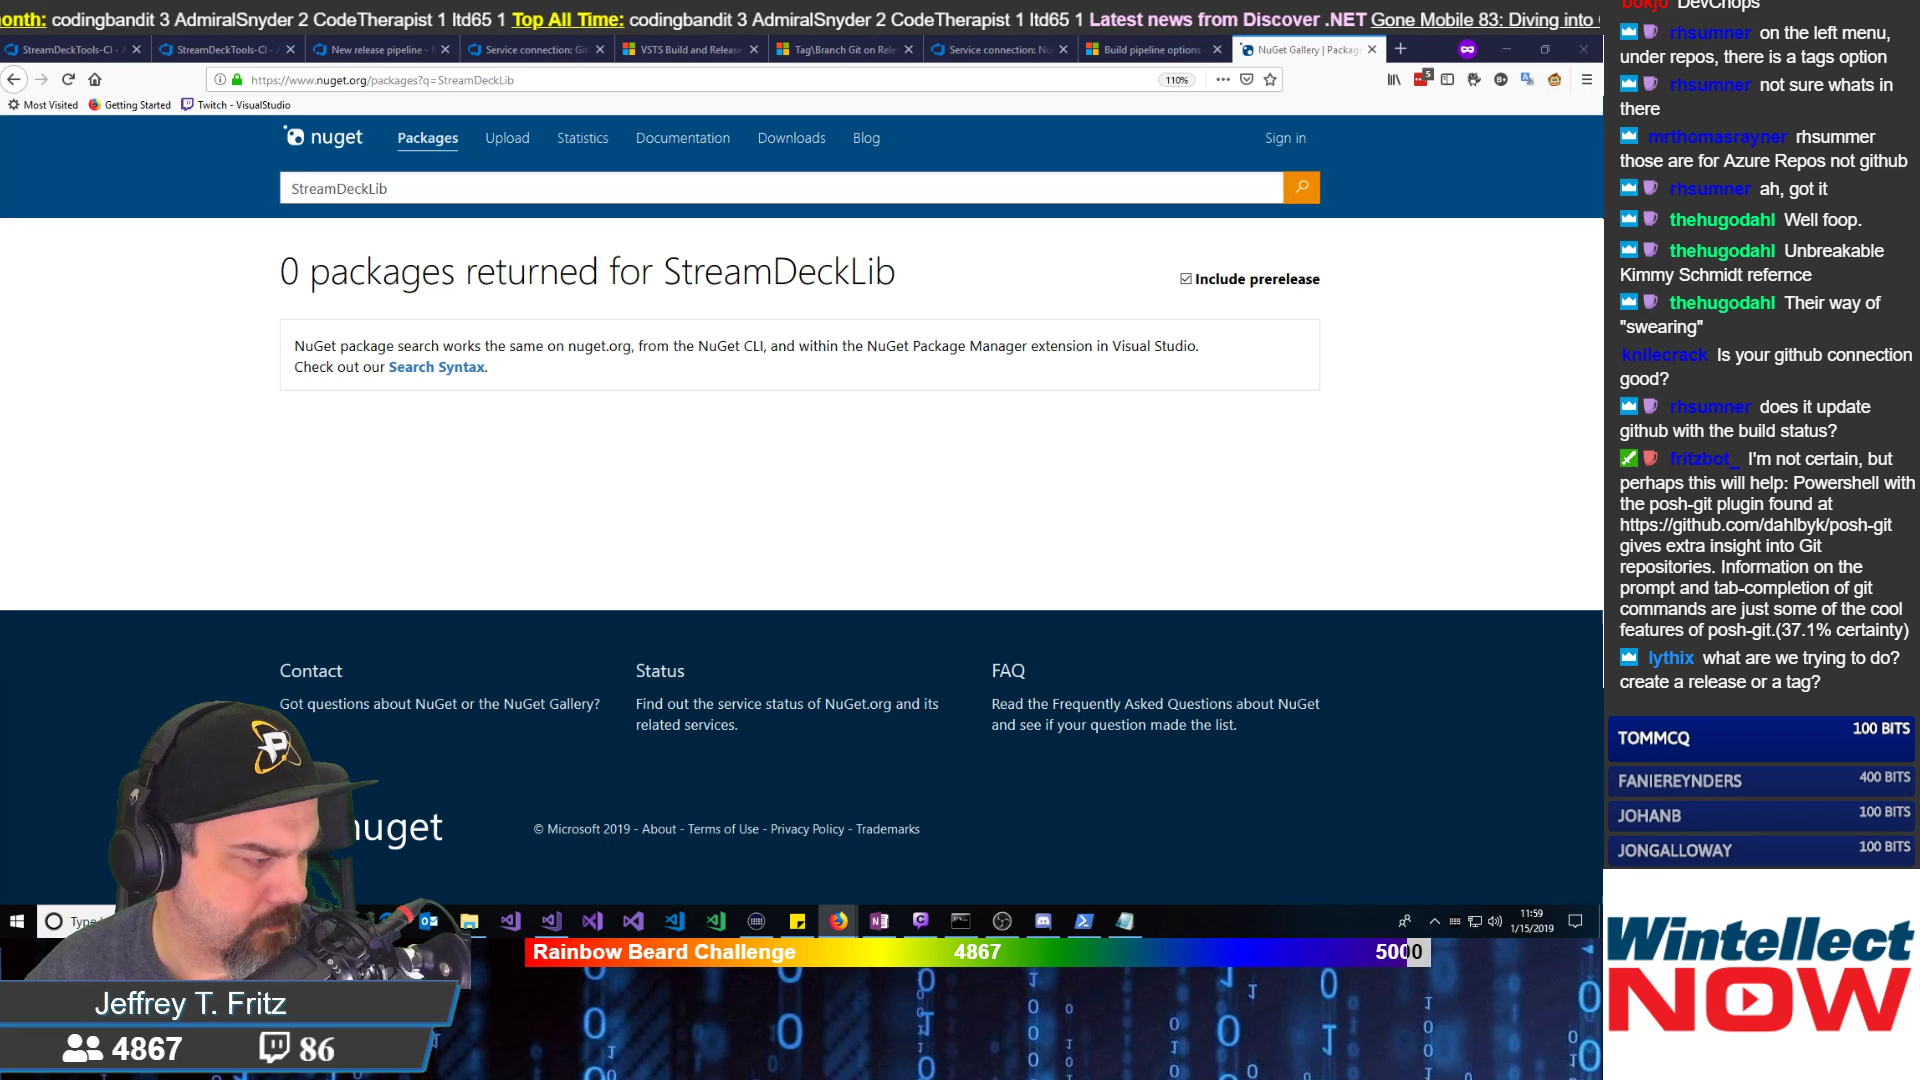 onth: codingbandit 3 AdmiralSnyder 2 CodeTherapist 1 ltd65 1 Top All Time: codingbandit 3 AdmiralSnyder 2 CodeTherapist 1 ltd65 1 Latest news from Discover .NET Gone Mobile 83: Diving into
StreamDeckTools-CI - StreamDeckTools-CI - New release pipeline - Service connection: Git VSTS Build and Release Tag\Branch Git on Rele Service connection: Nu Build pipeline options - NuGet Gallery | Packag
https://www.nuget.org/packages?q=StreamDeckLib 110% 5
Most Visited Getting Started Twitch - VisualStudio
nuget Packages Upload Statistics Documentation Downloads Blog Sign in
StreamDeckLib
0 packages returned for StreamDeckLib
Include prerelease
NuGet package search works the same on nuget.org, from the NuGet CLI, and within the NuGet Package Manager extension in Visual Studio.
Check out our Search Syntax.
Contact
Got questions about NuGet or the NuGet Gallery?
Status
Find out the service status of NuGet.org and its
related services.
FAQ
Read the Frequently Asked Questions about NuGet
and see if your question made the list.
nuget
© Microsoft 2019 - About - Terms of Use - Privacy Policy - Trademarks
Type
11:59
1/15/2019
Rainbow Beard Challenge 4867 5000
Jeffrey T. Fritz
4867 86
bokjo DevChops
rhsumner on the left menu,
under repos, there is a tags option
rhsumner not sure whats in
there
mrthomasrayner rhsummer
those are for Azure Repos not github
rhsumner ah, got it
thehugodahl Well foop.
thehugodahl Unbreakable
Kimmy Schmidt refernce
thehugodahl Their way of
"swearing"
knilecrack Is your github connection
good?
rhsumner does it update
github with the build status?
fritzbot_ I'm not certain, but
perhaps this will help: Powershell with
the posh-git plugin found at
https://github.com/dahlbyk/posh-git
gives extra insight into Git
repositories. Information on the
prompt and tab-completion of git
commands are just some of the cool
features of posh-git.(37.1% certainty)
lythix what are we trying to do?
create a release or a tag?
TOMMCQ 100 BITS
FANIEREYNDERS 400 BITS
JOHANB 100 BITS
JONGALLOWAY 100 BITS
Wintellect
NOW